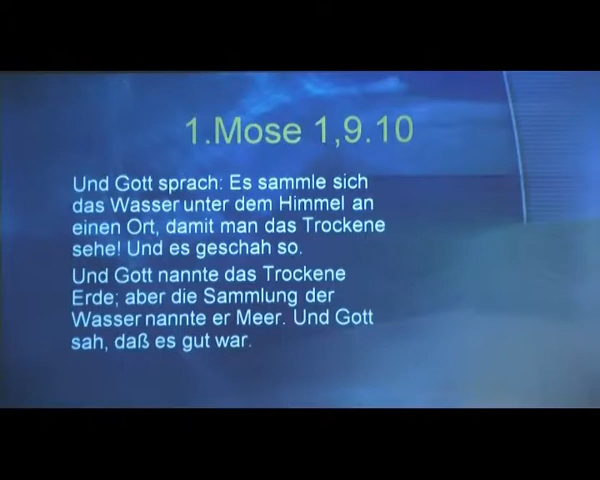 1.Mose 1,9.10
Und Gott sprach: Es sammle sich
das Wasser unter dem Himmel an
einen Ort, damit man das Trockene
sehe! Und es geschah so.
Und Gott nannte das Trockene
Erde; aber die Sammlung der
Wasser nannte er Meer. Und Gott
sah, daß es gut war.